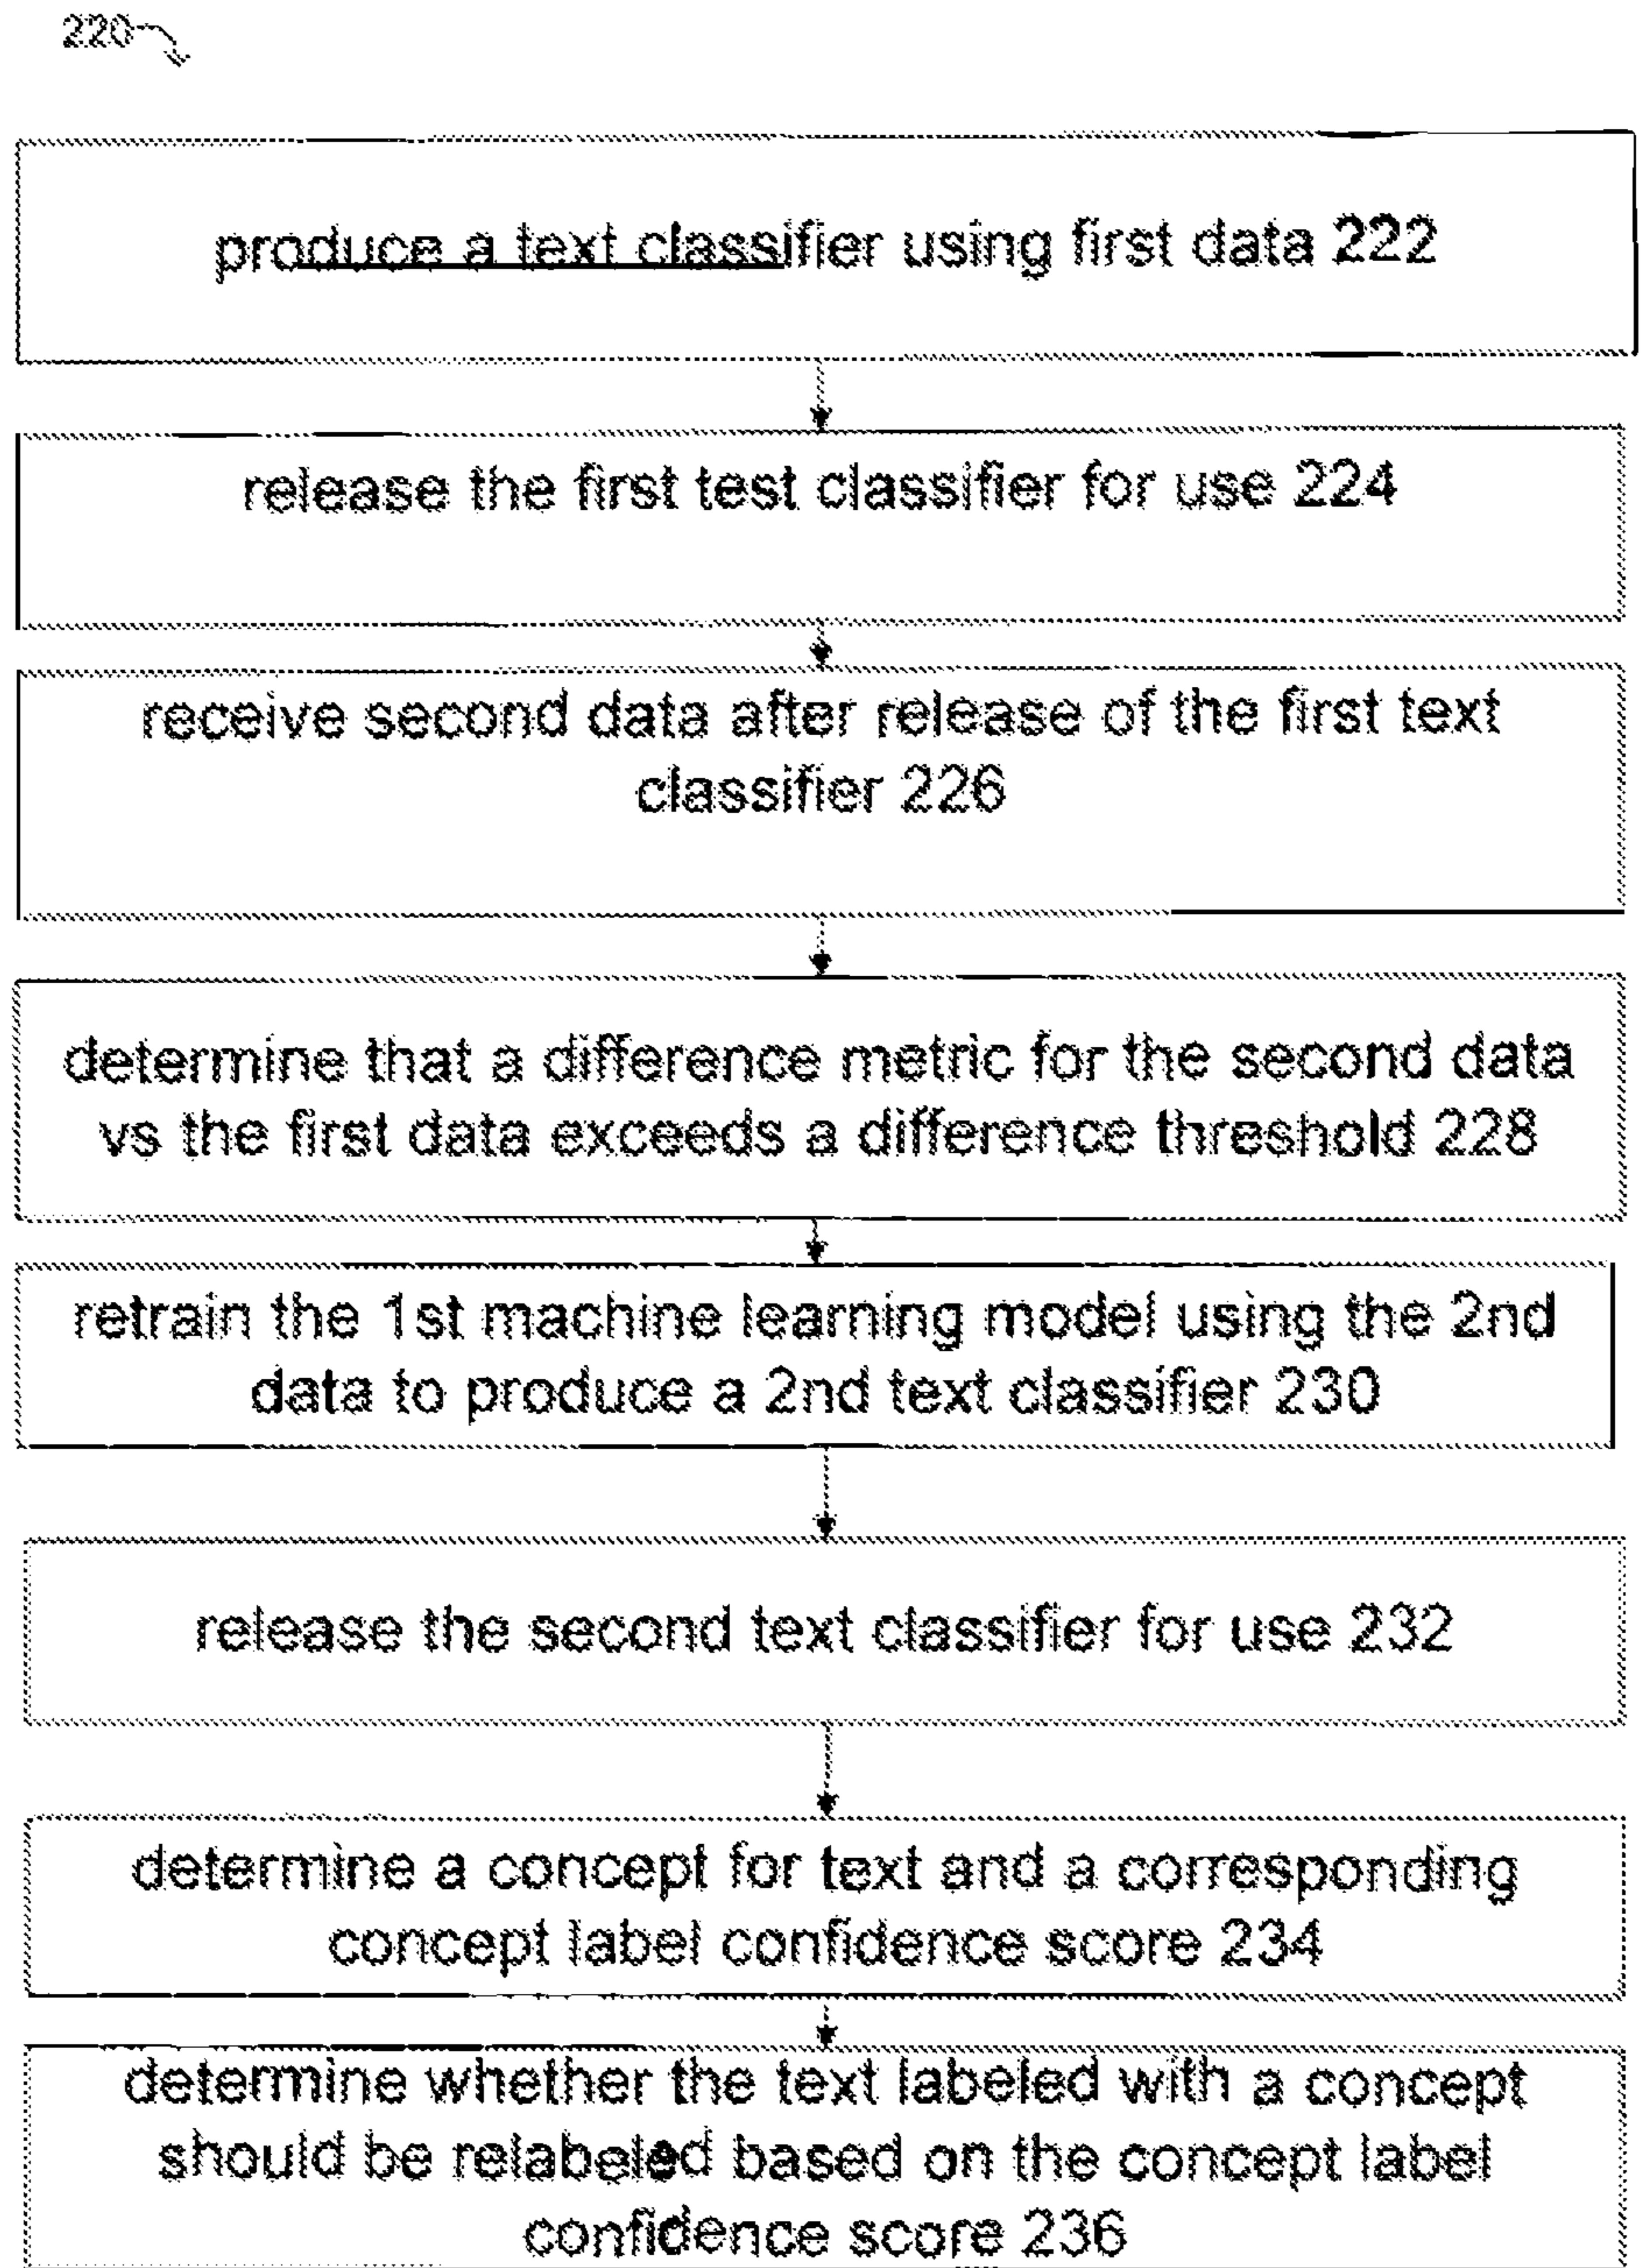 220
produce a text classifier using first data 222
release the first test classifier for use 224
receive second data after release of the first text
classifier 226
determine that a difference metric for the second data
vs the first data exceeds a difference threshold 228
retrain the 1st machine learning model using the 2nd
data to produce a 2nd text classifier 230
release the second text classifier for use 232
determine a concept for text and a corresponding
concept label confidence score 234
determine whether the text labeled with a concept
should be relabeled based on the concept label
confidence score 236